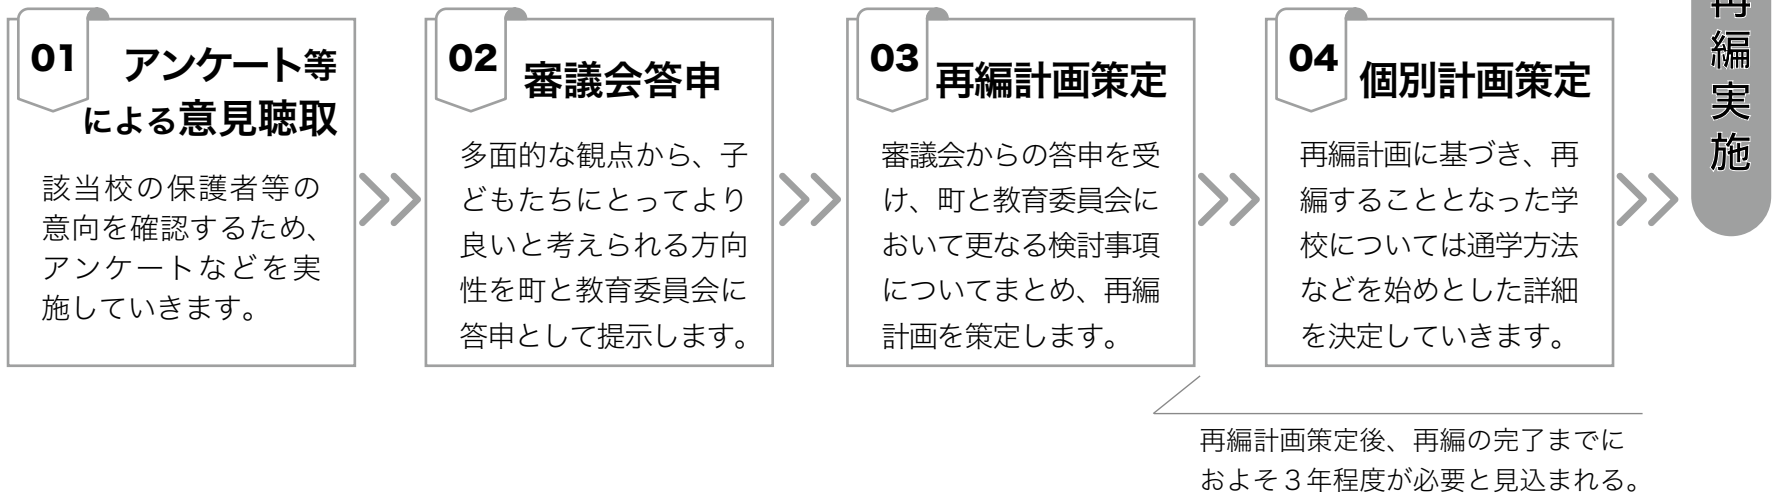 01
アンケート等
による意見聴取
該当校の保護者等の
意向を確認するため、
アンケートなどを実
施していきます。
02
審議会答申
多面的な観点から、子
どもたちにとってより
良いと考えられる方向
性を町と教育委員会に
答申として提示します。
03
再編計画策定
審議会からの答申を受
け、町と教育委員会に
おいて更なる検討事項
についてまとめ、再編
計画を策定します。
04
個別計画策定
再編計画に基づき、再
編することとなった学
校については通学方法
などを始めとした詳細
を決定していきます。
再編実施
再編計画策定後、再編の完了までに
およそ3年程度が必要と見込まれる。